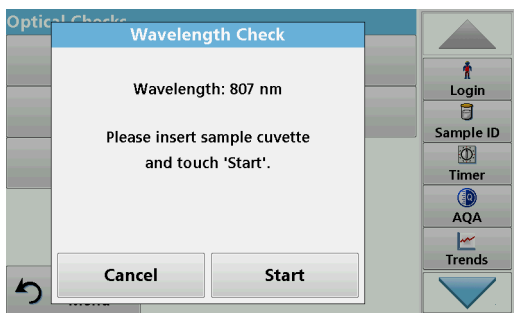 Optic
Wavelength Check
Wavelength: 807 nm
Please insert sample cuvette
and touch 'Start'.
Cancel
Start
Login
Sample ID
Timer
AQA
Trends